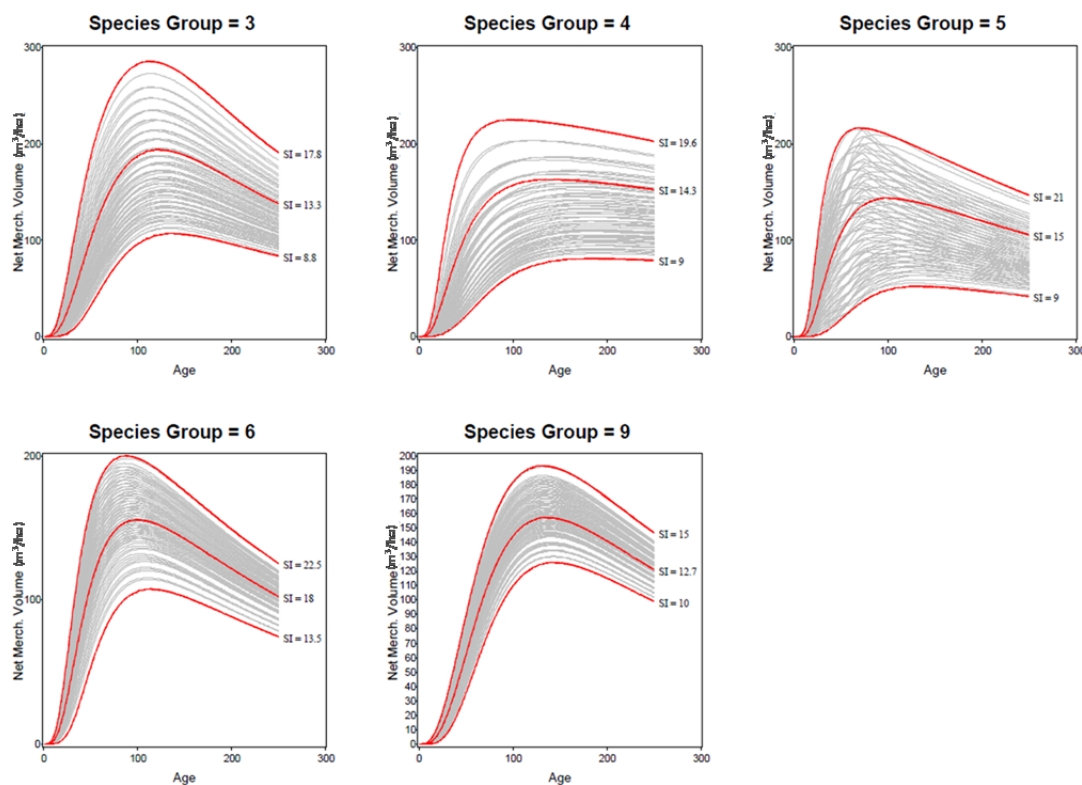 Species Group = 3
300
200
100
0
0
100
200
300
Net Merch. Volume (m³/ha)
Age
SI = 17.8
SI = 13.3
SI = 8.8
Species Group = 4
300
200
100
0
0
100
200
300
Net Merch. Volume (m³/ha)
Age
SI = 19.6
SI = 14.3
SI = 9
Species Group = 5
300
200
100
0
0
100
200
300
Net Merch. Volume (m³/ha)
Age
SI = 21
SI = 15
SI = 9
Species Group = 6
200
100
0
0
100
200
300
Net Merch. Volume (m³/ha)
Age
SI = 22.5
SI = 18
SI = 13.5
Species Group = 9
200
190
180
170
160
150
140
130
120
110
100
90
80
70
60
50
40
30
20
10
0
0
100
200
300
Net Merch. Volume (m³/ha)
Age
SI = 15
SI = 12.7
SI = 10